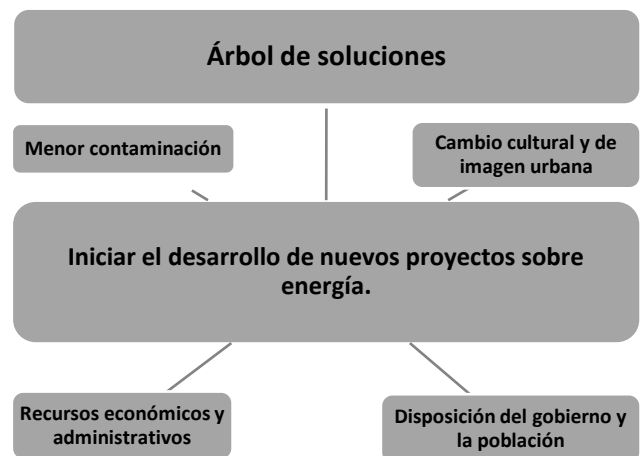 Árbol de soluciones
Menor contaminación
Cambio cultural y de
imagen urbana
Iniciar el desarrollo de nuevos proyectos sobre
energía.
Recursos económicos y
administrativos
Disposición del gobierno y
la población